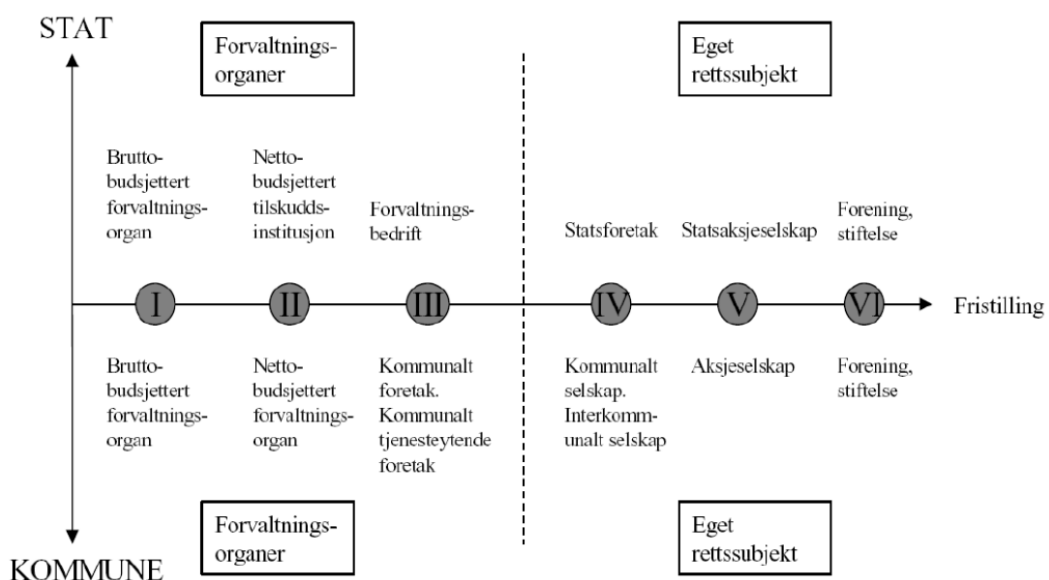 STAT
Forvaltnings-
organer
Eget
rettssubjekt
Brutto-
budsjettert
forvaltnings-
organ
Netto-
budsjettert
tilskudds-
institusjon
Forvaltnings-
bedrift
Statsforetak
Statsaksjeselskap
Forening,
stiftelse
I
II
III
IV
V
VI
Fristilling
Brutto-
budsjettert
forvaltnings-
organ
Netto-
budsjettert
forvaltnings-
organ
Kommunalt
foretak.
Kommunalt
tjenesteytende
foretak
Kommunalt
selskap.
Interkomm-
unalt selskap
Aksjeselskap
Forening,
stiftelse
Forvaltnings-
organer
Eget
rettssubjekt
KOMMUNE